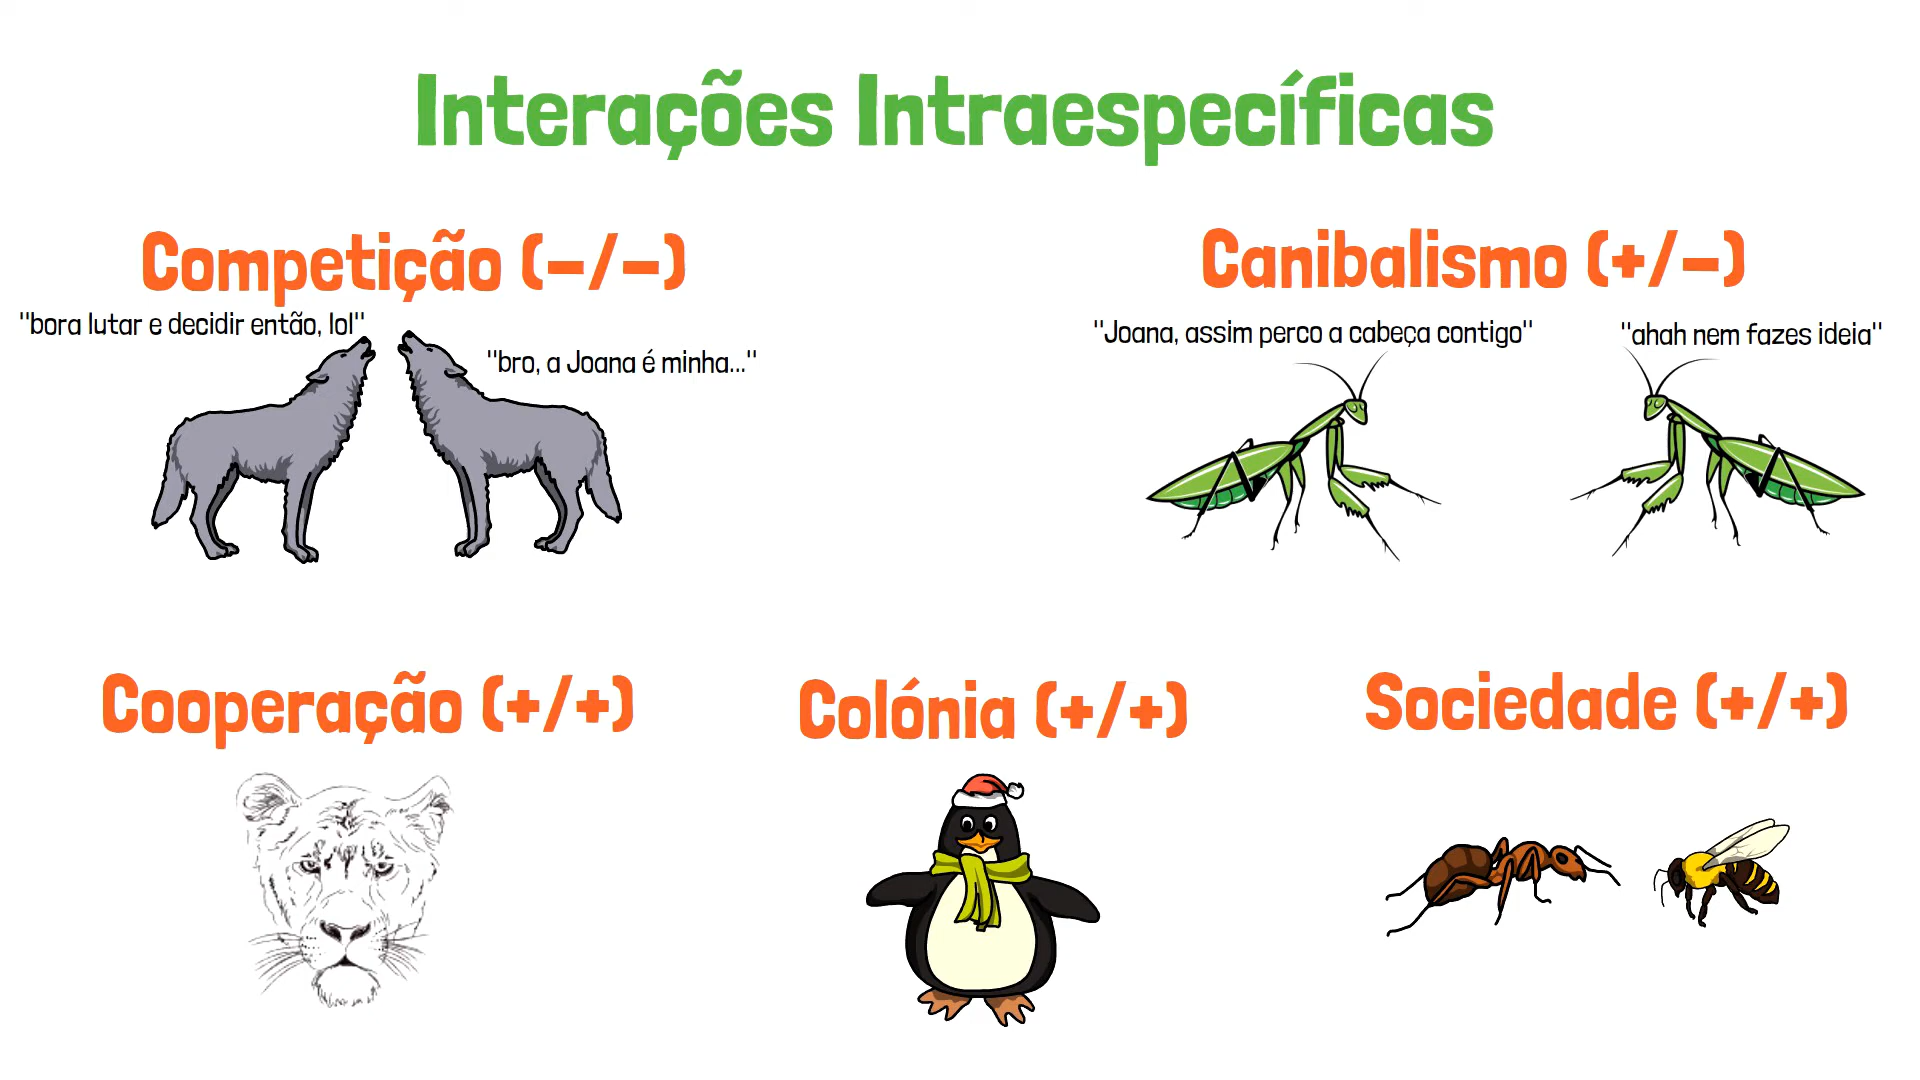 Interações Intraespecíficas
Competição (–/–)
"bora lutar e decidir então, lol"
"bro, a Joana é minha..."
Canibalismo (+/–)
"Joana, assim perco a cabeça contigo"
"ahah nem fazes ideia"
Cooperação (+/+)
Colónia (+/+)
Sociedade (+/+)